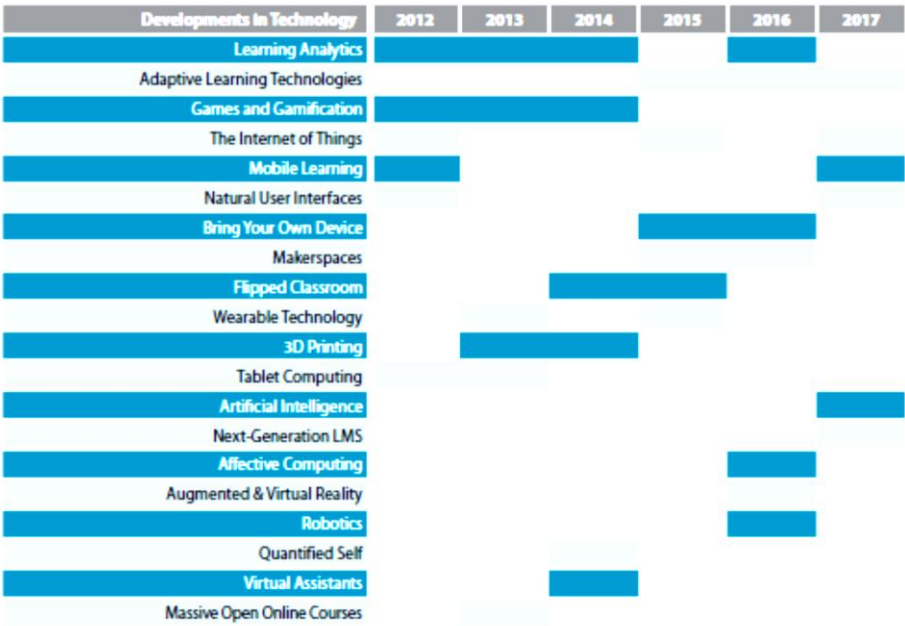 Developments in Technology 2012 2013 2014 2015 2016 2017
Learning Analytics
Adaptive Learning Technologies
Games and Gamification
The Internet of Things
Mobile Learning
Natural User Interfaces
Bring Your Own Device
Makerspaces
Flipped Classroom
Wearable Technology
3D Printing
Tablet Computing
Artificial Intelligence
Next-Generation LMS
Affective Computing
Augmented & Virtual Reality
Robotics
Quantified Self
Virtual Assistants
Massive Open Online Courses